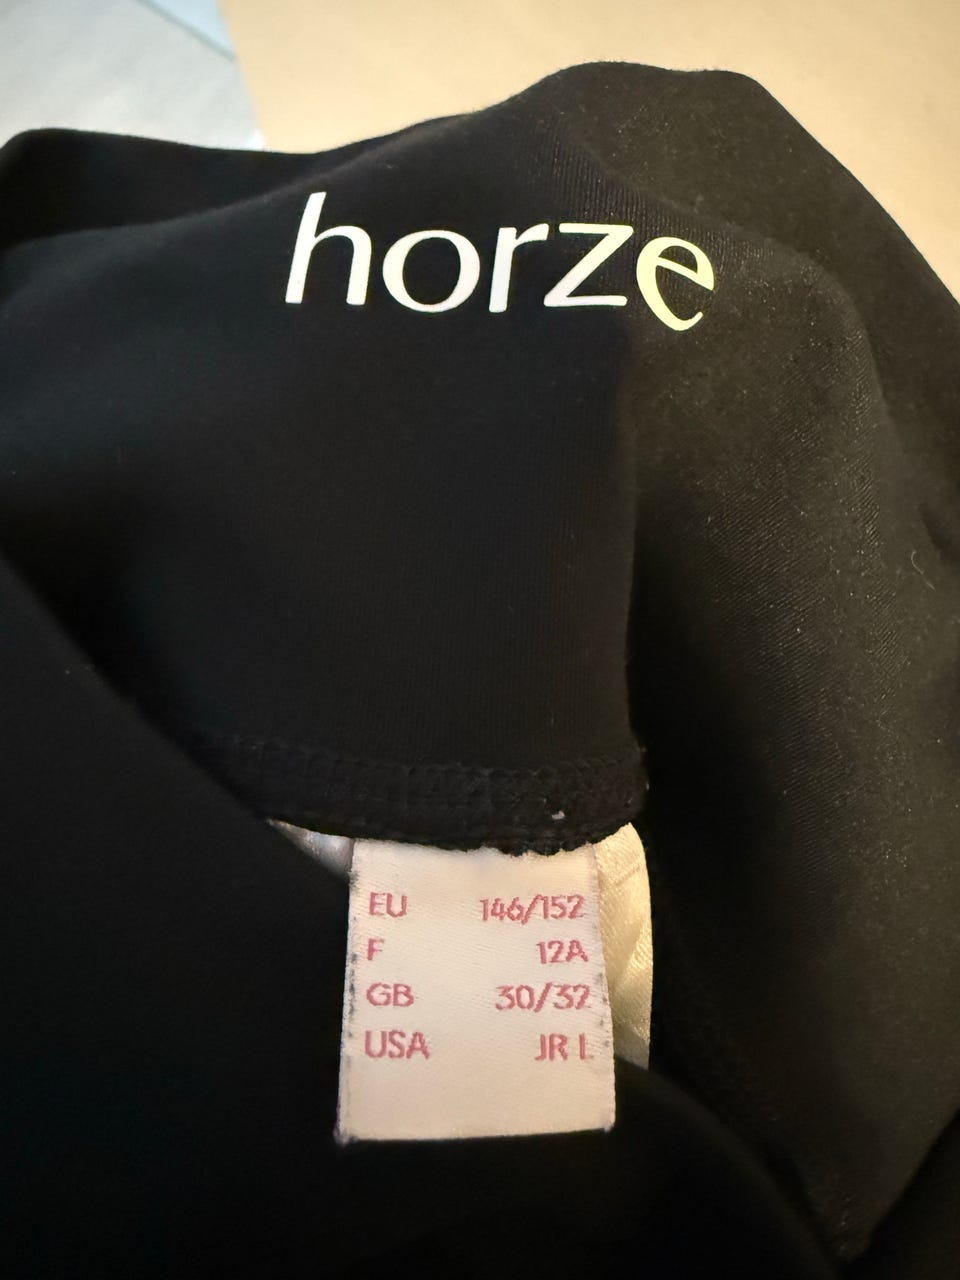 horze
EU 146/152
F 12A
GB 30/32
USA JR L